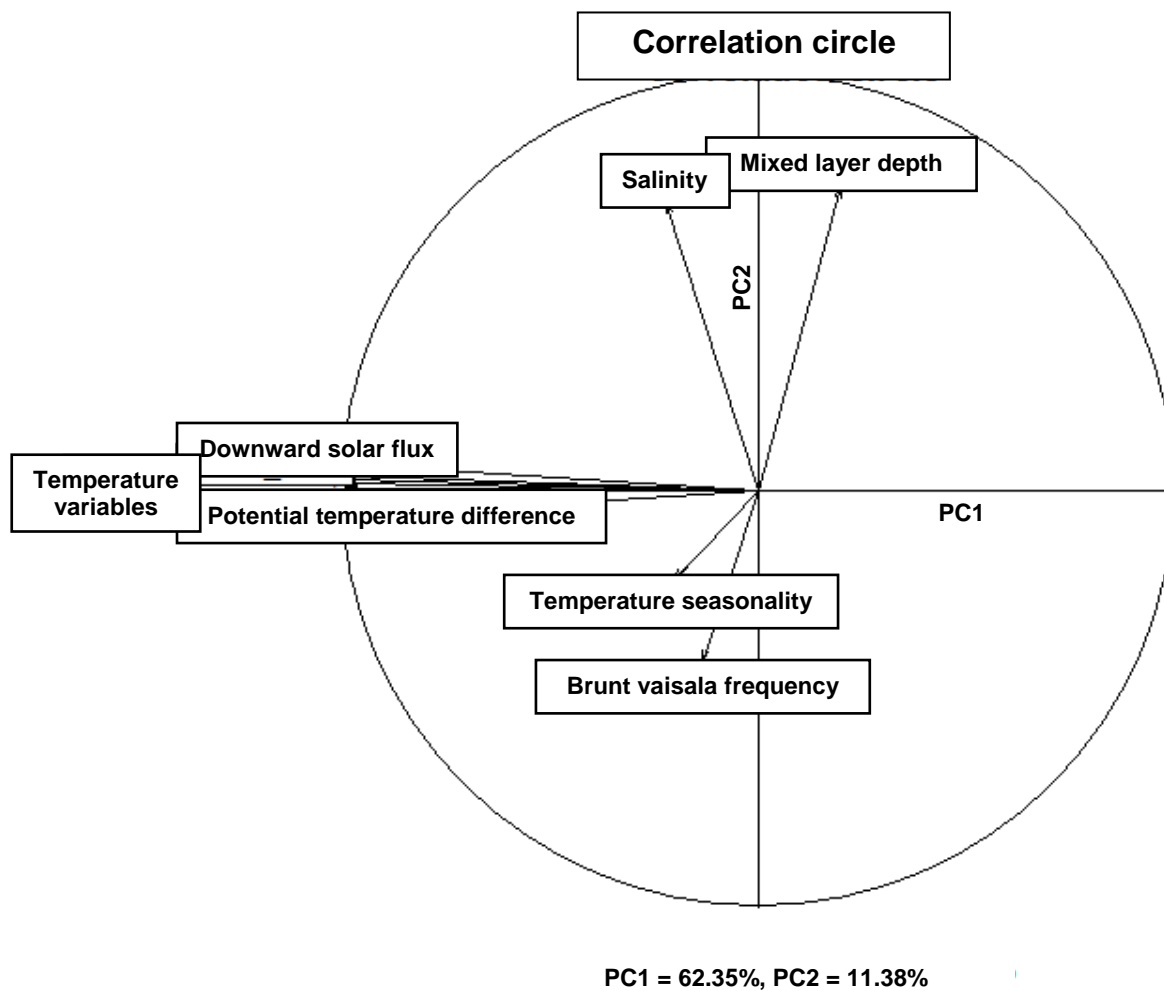 Correlation circle
Mixed layer depth
Salinity
PC2
Downward solar flux
Temperature
variables
Potential temperature difference
PC1
Temperature seasonality
Brunt vaisala frequency
PC1 = 62.35%, PC2 = 11.38%